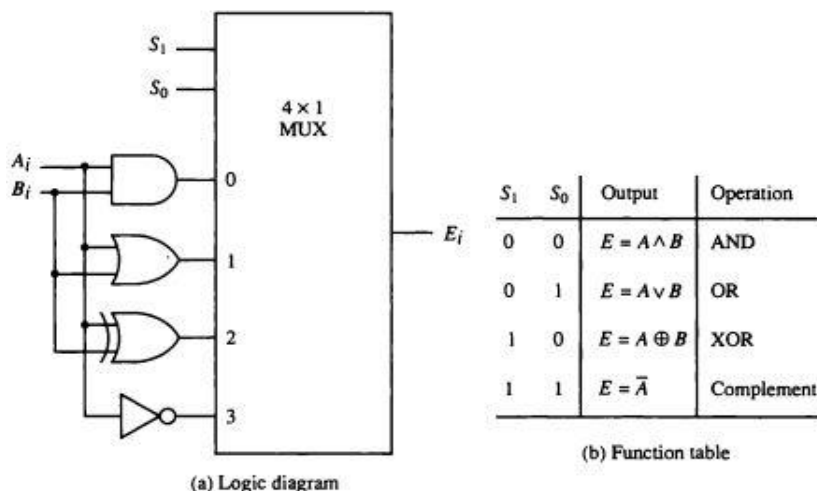 S1
S0
4 × 1
MUX
Ai
Bi
0
1
2
3
Ei
(a) Logic diagram
S1 S0 Output Operation
0 0 E = A ∧ B AND
0 1 E = A ∨ B OR
1 0 E = A ⊕ B XOR
1 1 E = A̅ Complement
(b) Function table